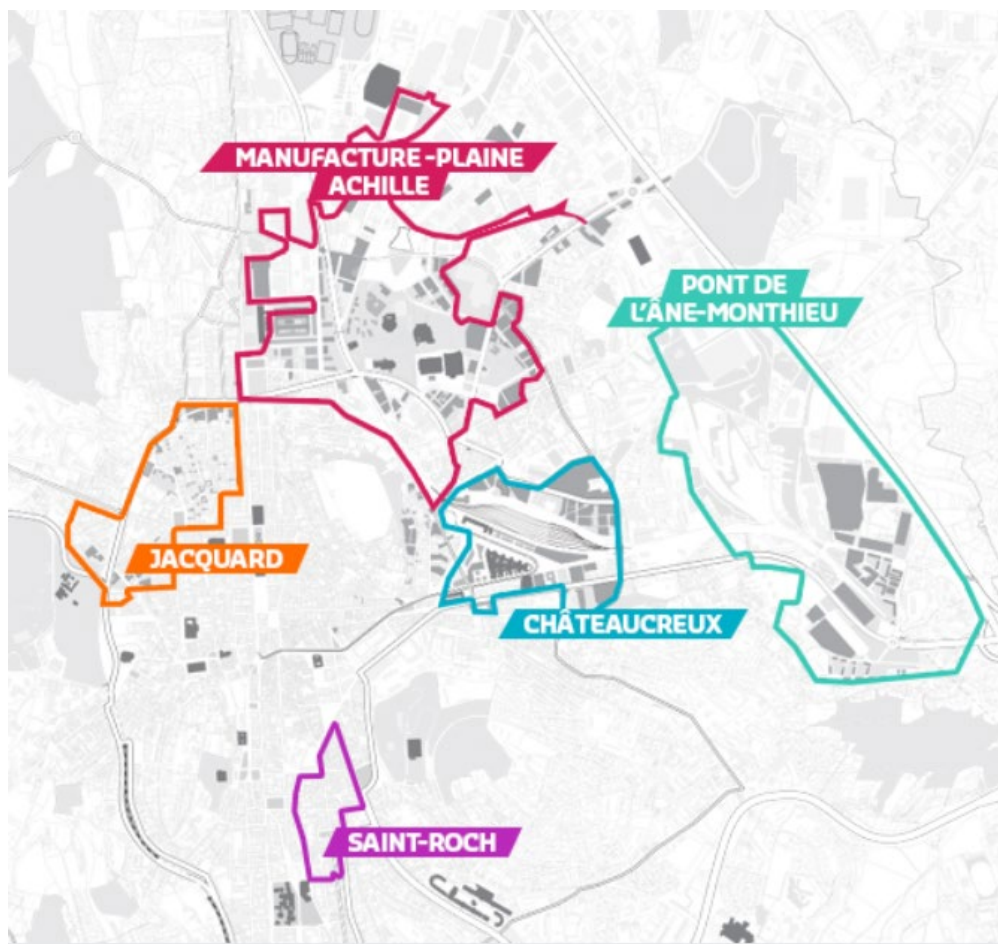 MANUFACTURE-PLAINE
ACHILLE
PONT DE
L'ÂNE-MONTHIEU
JACQUARD
CHÂTEAUCREUX
SAINT-ROCH